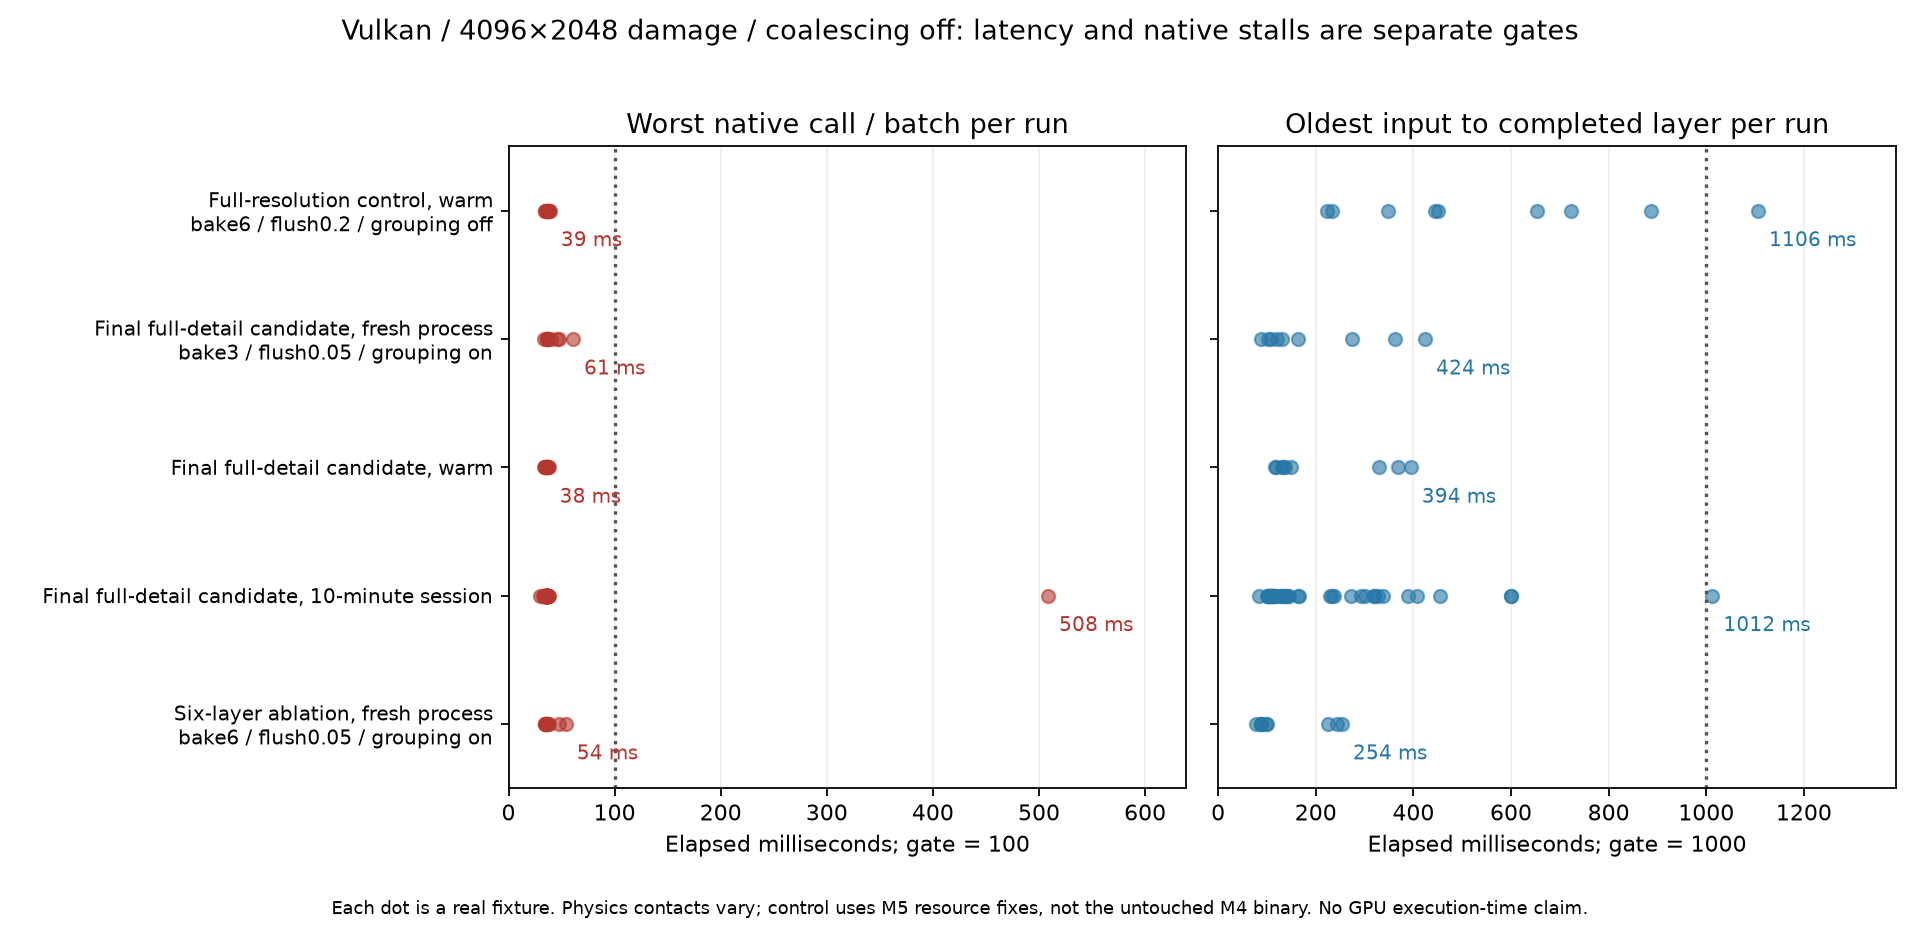 Vulkan / 4096×2048 damage / coalescing off: latency and native stalls are separate gates
Worst native call / batch per run
Oldest input to completed layer per run
Full-resolution control, warm
bake6 / flush0.2 / grouping off
39 ms
1106 ms
Final full-detail candidate, fresh process
bake3 / flush0.05 / grouping on
61 ms
424 ms
Final full-detail candidate, warm
38 ms
394 ms
Final full-detail candidate, 10-minute session
508 ms
1012 ms
Six-layer ablation, fresh process
bake6 / flush0.05 / grouping on
54 ms
254 ms
0 100 200 300 400 500 600
0 200 400 600 800 1000 1200
Elapsed milliseconds; gate = 100
Elapsed milliseconds; gate = 1000
Each dot is a real fixture. Physics contacts vary; control uses M5 resource fixes, not the untouched M4 binary. No GPU execution-time claim.